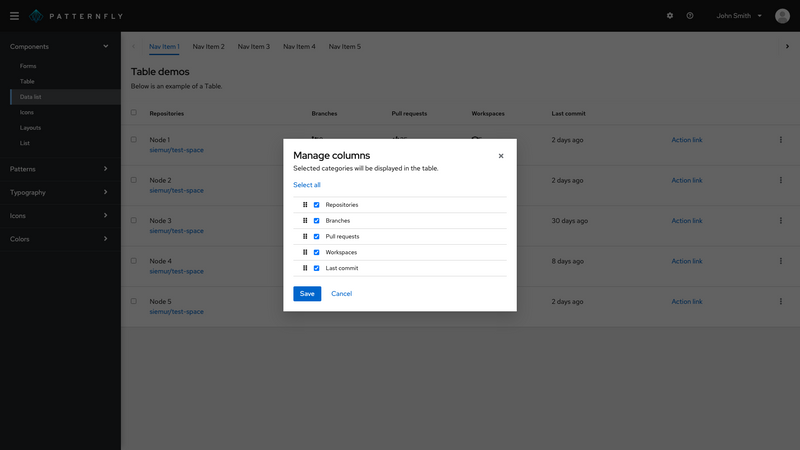 PATTERNFLY
John Smith
Components
Forms
Table
Data list
Icons
Layouts
List
Patterns
Typography
Icons
Colors
Nav Item 1 Nav Item 2 Nav Item 3 Nav Item 4 Nav Item 5
Table demos
Below is an example of a Table.
Repositories Branches Pull requests Workspaces Last commit
Node 1 2 days ago Action link
siemur/test-space
Node 2 2 days ago Action link
siemur/test-space
Node 3 30 days ago Action link
siemur/test-space
Node 4 8 days ago Action link
siemur/test-space
Node 5 2 days ago Action link
siemur/test-space
Manage columns
Selected categories will be displayed in the table.
Select all
Repositories
Branches
Pull requests
Workspaces
Last commit
Save Cancel